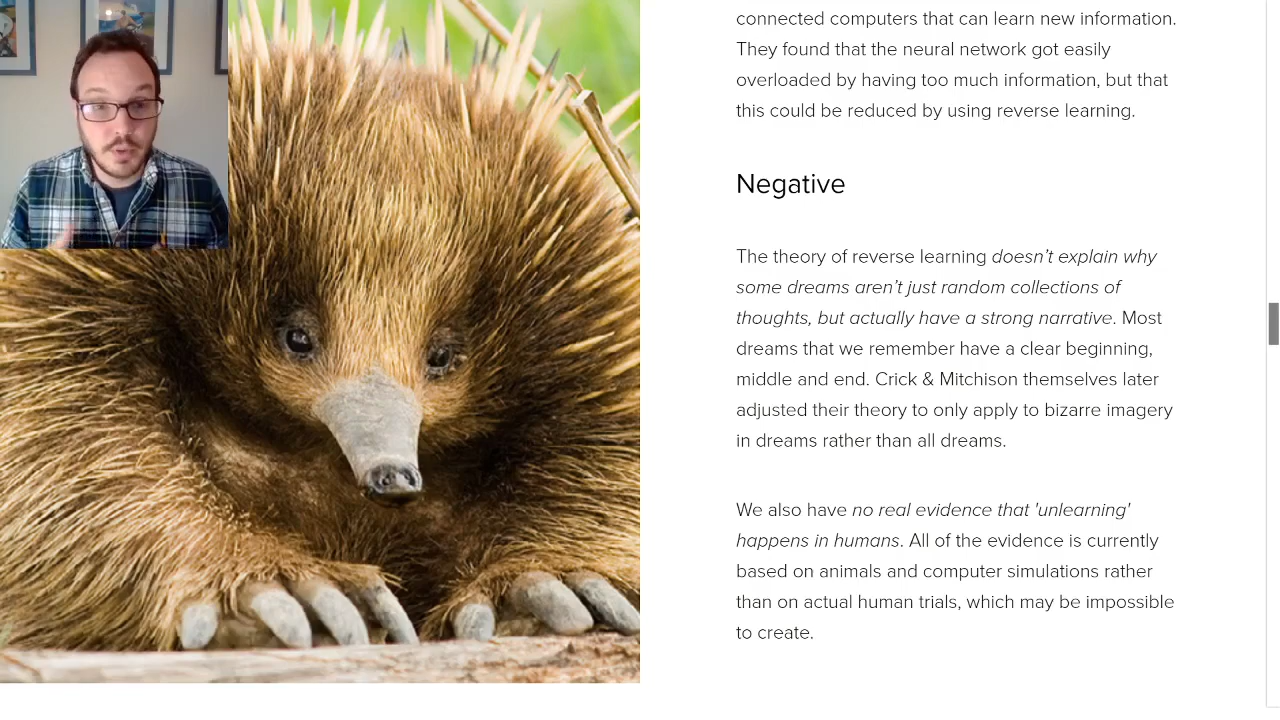 connected computers that can learn new information.
They found that the neural network got easily
overloaded by having too much information, but that
this could be reduced by using reverse learning.
Negative
The theory of reverse learning doesn’t explain why
some dreams aren’t just random collections of
thoughts, but actually have a strong narrative. Most
dreams that we remember have a clear beginning,
middle and end. Crick & Mitchison themselves later
adjusted their theory to only apply to bizarre imagery
in dreams rather than all dreams.
We also have no real evidence that 'unlearning'
happens in humans. All of the evidence is currently
based on animals and computer simulations rather
than on actual human trials, which may be impossible
to create.